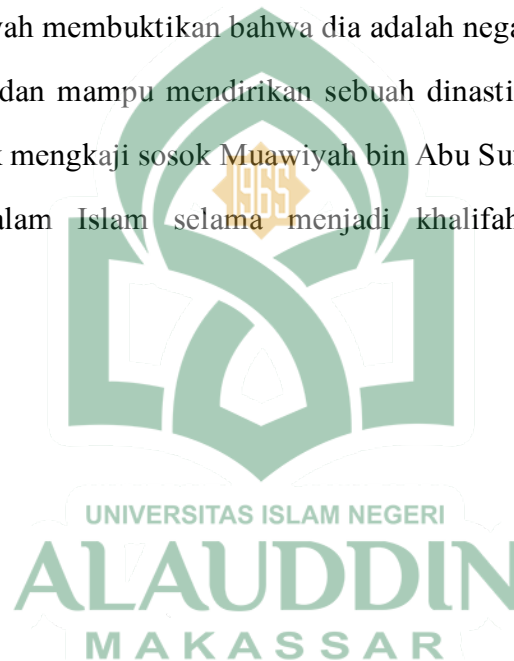 yah membuktikan bahwa dia adalah nega
dan mampu mendirikan sebuah dinasti
mengkaji sosok Muawiyah bin Abu Su
alam Islam selama menjadi khalifah
1965
UNIVERSITAS ISLAM NEGERI
ALAUDDIN
MAKASSAR